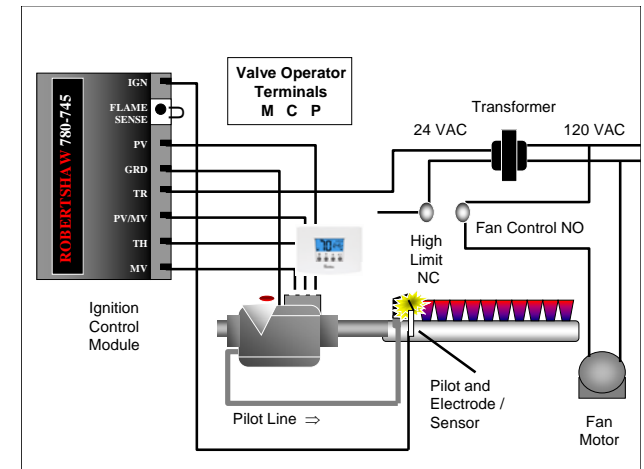 ROBERTSHAW 780-745
IGN
FLAME
SENSE
PV
GRD
TR
PV/MV
TH
MV
Ignition
Control
Module
Valve Operator
Terminals
M C P
Transformer
24 VAC
120 VAC
Fan Control NO
High
Limit
NC
70
Pilot Line ⇒
Pilot and
Electrode /
Sensor
Fan
Motor